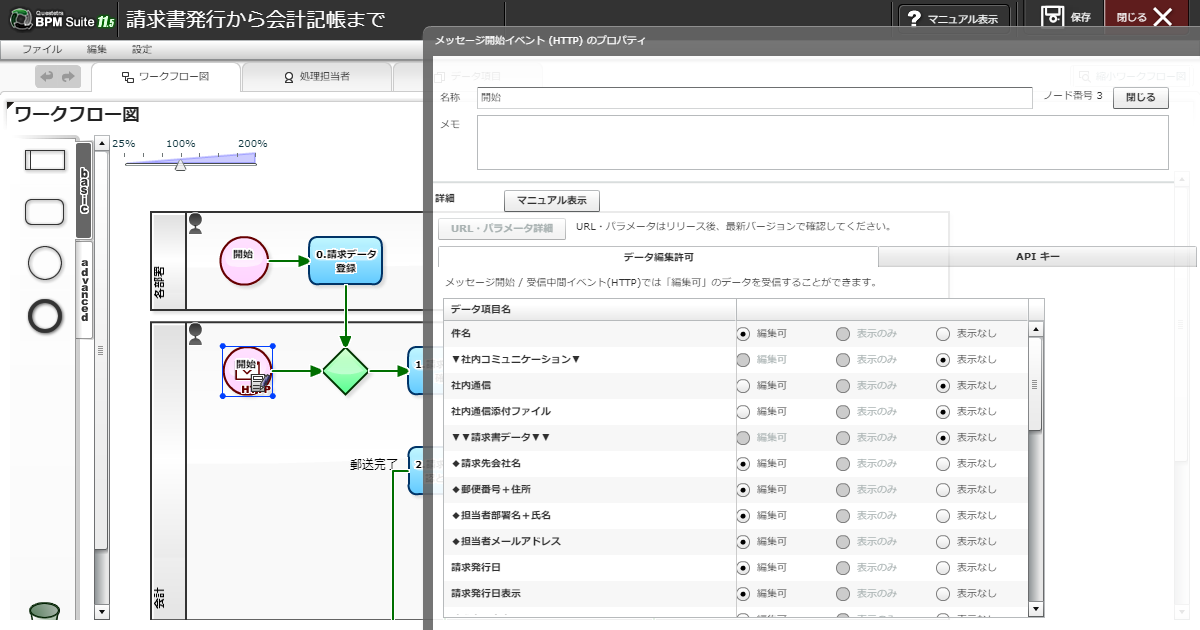 Questetra
BPM Suite 11.5
請求書発行から会計記帳まで
? マニュアル表示
保存
閉じる
ファイル
編集
設定
ワークフロー図
処理担当者
ワークフロー図
basic
advanced
25%
100%
200%
名部署
開始
0.請求データ
登録
会計
開始
HTTP
1.
郵送完了
2.
メッセージ開始イベント (HTTP) のプロパティ
データ項目
名称
開始
ノード番号 3
閉じる
メモ
詳細
マニュアル表示
URL・パラメータ詳細
URL・パラメータはリリース後、最新バージョンで確認してください。
データ編集許可
API キー
メッセージ開始 / 受信中間イベント(HTTP)では「編集可」のデータを受信することができます。
データ項目名
件名 編集可 表示のみ 表示なし
▼社内コミュニケーション▼ 編集可 表示のみ 表示なし
社内通信 編集可 表示のみ 表示なし
社内通信添付ファイル 編集可 表示のみ 表示なし
▼▼請求書データ▼▼ 編集可 表示のみ 表示なし
◆請求先会社名 編集可 表示のみ 表示なし
◆郵便番号＋住所 編集可 表示のみ 表示なし
◆担当者部署名＋氏名 編集可 表示のみ 表示なし
◆担当者メールアドレス 編集可 表示のみ 表示なし
請求発行日 編集可 表示のみ 表示なし
請求発行日表示 編集可 表示のみ 表示なし